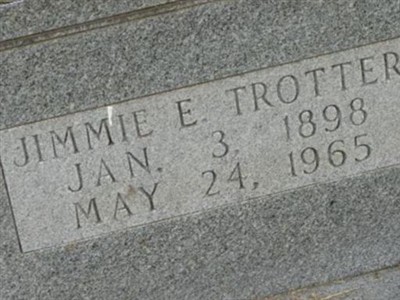 JIMMIE E. TROTTER
JAN. 3, 1898
MAY 24, 1965